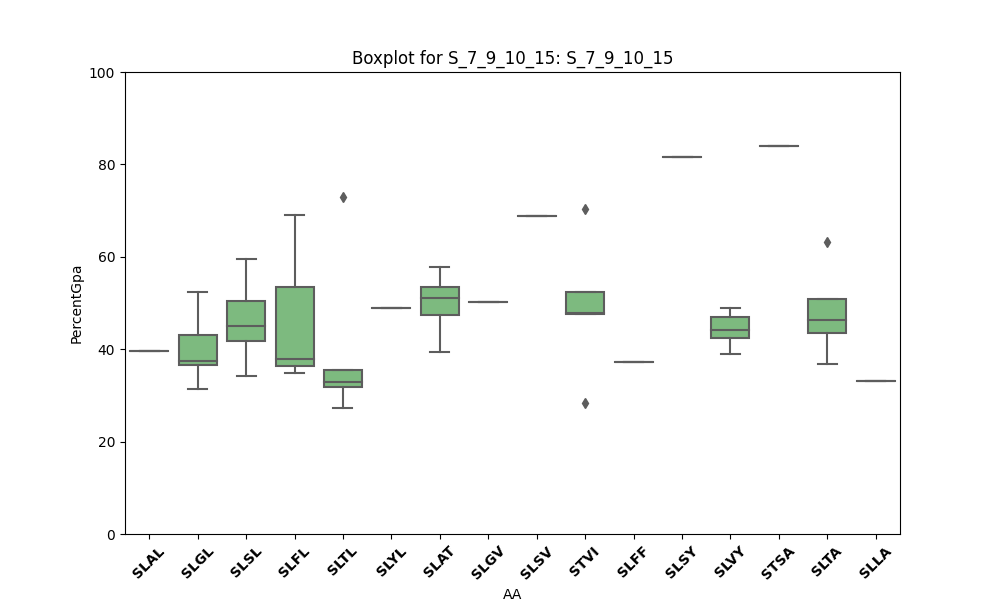 Boxplot for S_7_9_10_15: S_7_9_10_15
100
80
60
40
20
0
PercentGpa
SLAL SLGL SLSL SLFL SLTL SLYL SLAT SLGV SLSV STVI SLFF SLSY SLVY STSA SLTA SLLA
AA